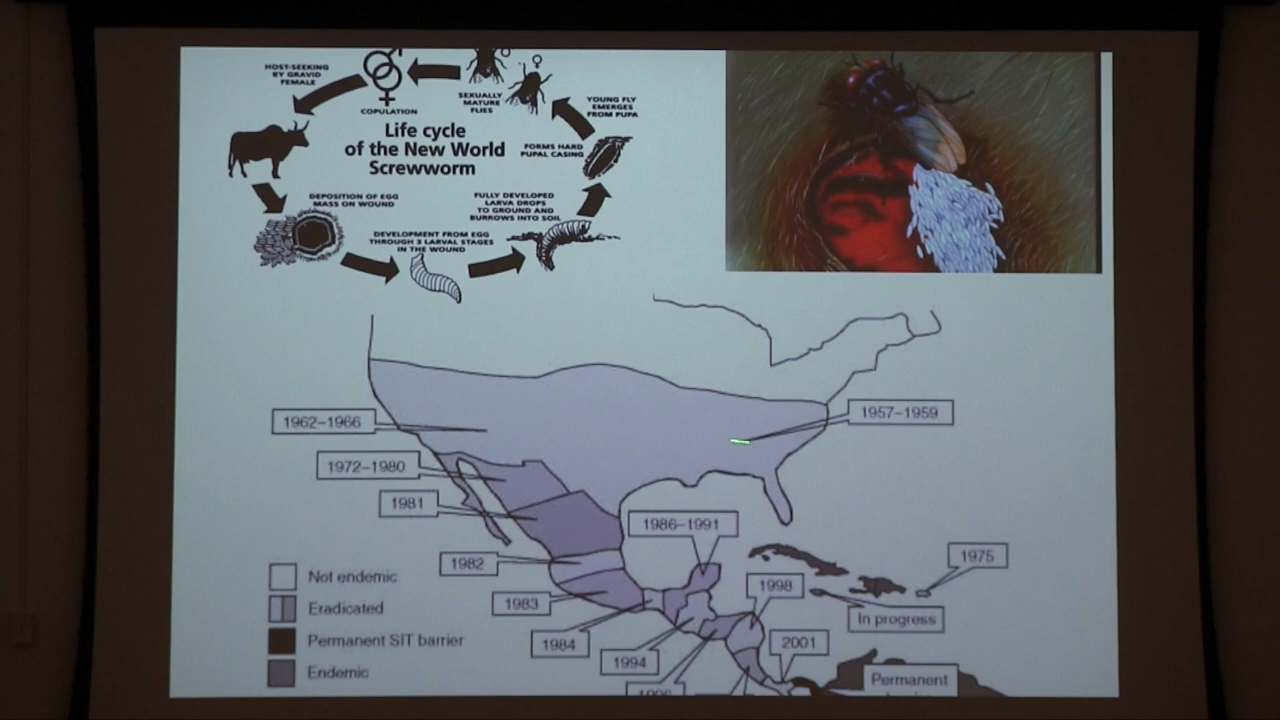 HOST-SEEKING
BY GRAVID
FEMALE
COPULATION
SEXUALLY
MATURE
FLIES
YOUNG FLY
EMERGES
FROM PUPA
Life cycle
of the New World
Screwworm
FORMS HARD
PUPAL CASING
DEPOSITION OF EGG
MASS ON WOUND
FULLY DEVELOPED
LARVA DROPS
TO GROUND AND
BURROWS INTO SOIL
DEVELOPMENT FROM EGG
THROUGH 3 LARVAL STAGES
IN THE WOUND
1962–1966
1957–1959
1972–1980
1981
1986–1991
1982
1975
1998
1983
In progress
1984
2001
1994
1996
Permanent
Not endemic
Eradicated
Permanent SIT barrier
Endemic